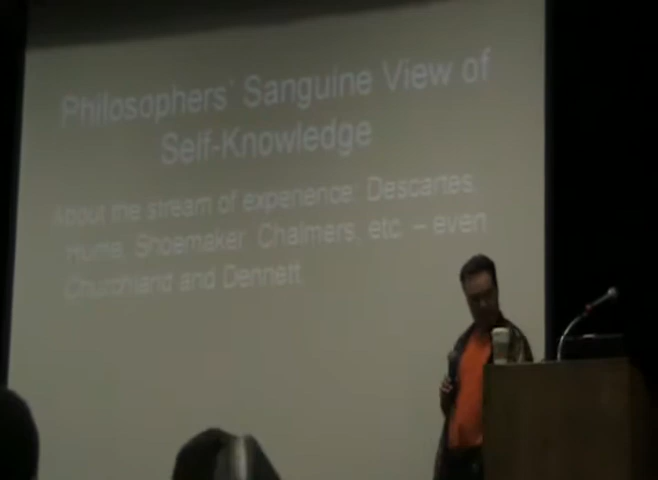 Philosophers' Sanguine View of
Self-Knowledge
About the stream of experience: Descartes,
Hume, Shoemaker, Chalmers, etc. – even
Churchland and Dennett